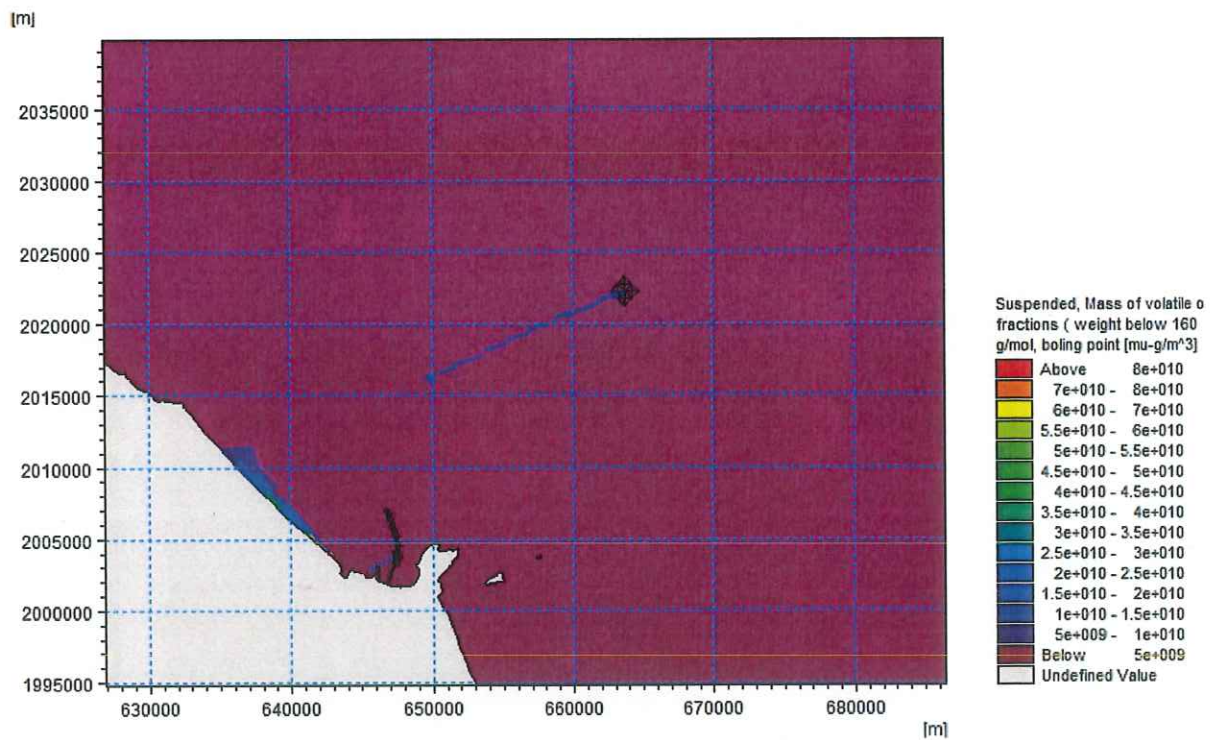 [m]
2035000
2030000
2025000
2020000
2015000
2010000
2005000
2000000
1995000
630000 640000 650000 660000 670000 680000
[m]
Suspended, Mass of volatile o
fractions ( weight below 160
g/mol, boling point [mu-g/m^3]
Above 8e+010
7e+010 - 8e+010
6e+010 - 7e+010
5.5e+010 - 6e+010
5e+010 - 5.5e+010
4.5e+010 - 5e+010
4e+010 - 4.5e+010
3.5e+010 - 4e+010
3e+010 - 3.5e+010
2.5e+010 - 3e+010
2e+010 - 2.5e+010
1.5e+010 - 2e+010
1e+010 - 1.5e+010
5e+009 - 1e+010
Below 5e+009
Undefined Value